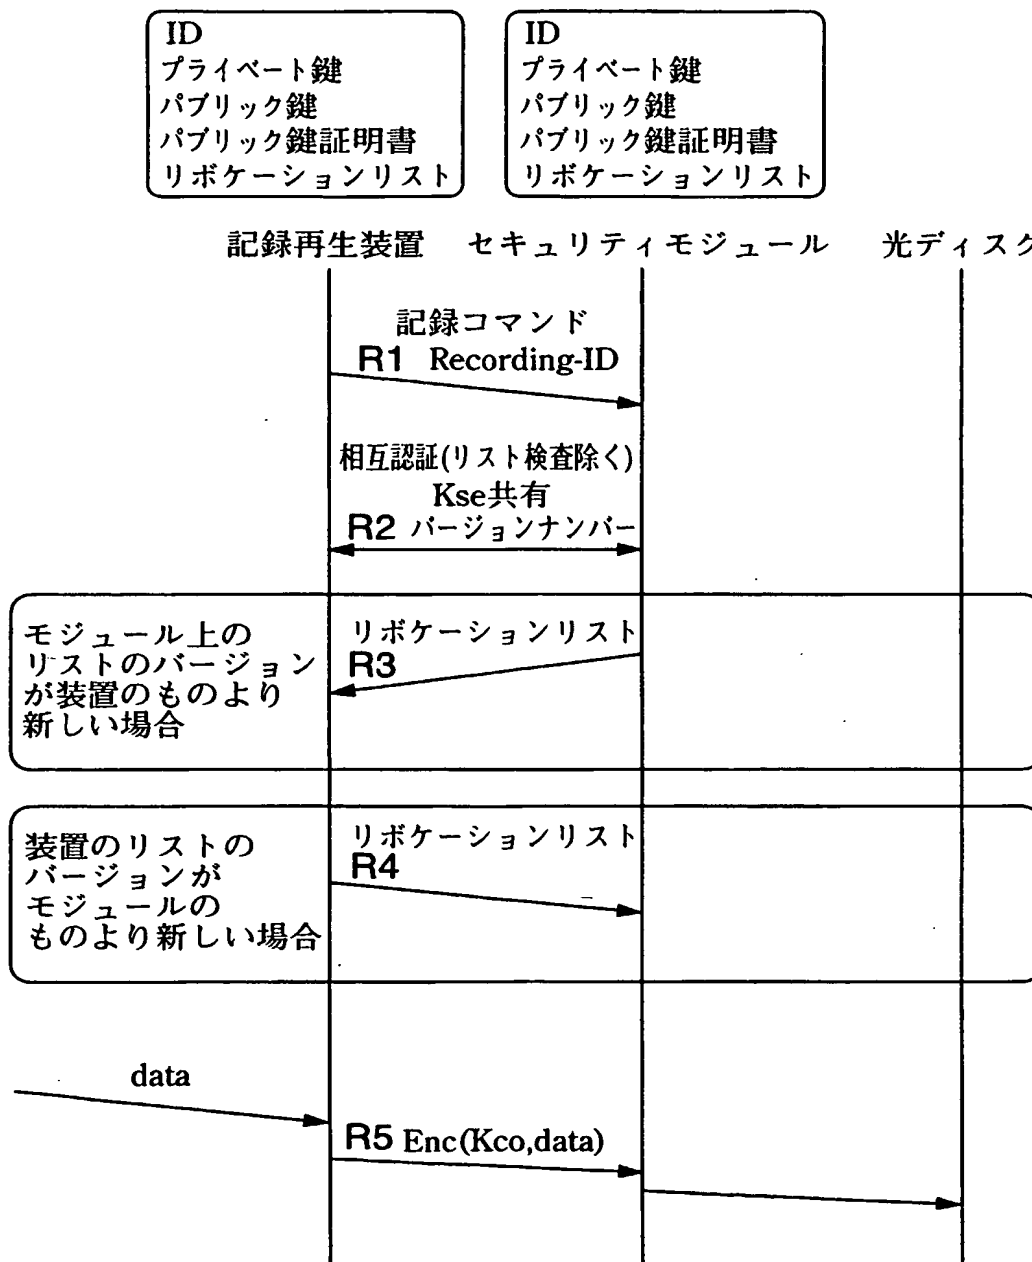 ID
プライベート鍵
パブリック鍵
パブリック鍵証明書
リボケーションリスト
ID
プライベート鍵
パブリック鍵
パブリック鍵証明書
リボケーションリスト
記録再生装置 セキュリティモジュール 光ディスク
記録コマンド
R1 Recording-ID
相互認証(リスト検査除く)
Kse共有
R2 バージョンナンバー
モジュール上の
リストのバージョン
が装置のものより
新しい場合
リボケーションリスト
R3
装置のリストの
バージョンが
モジュールの
ものより新しい場合
リボケーションリスト
R4
data
R5 Enc(Kco,data)